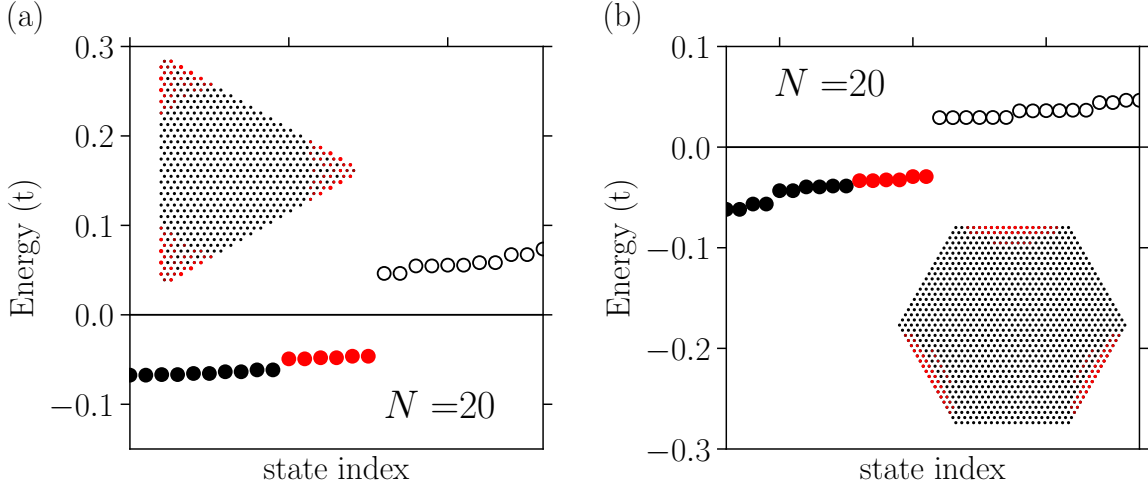 (a)
0.3
0.2
0.1
0.0
−0.1
Energy (t)
N =20
state index
(b)
0.1
0.0
−0.1
−0.2
−0.3
Energy (t)
N =20
state index